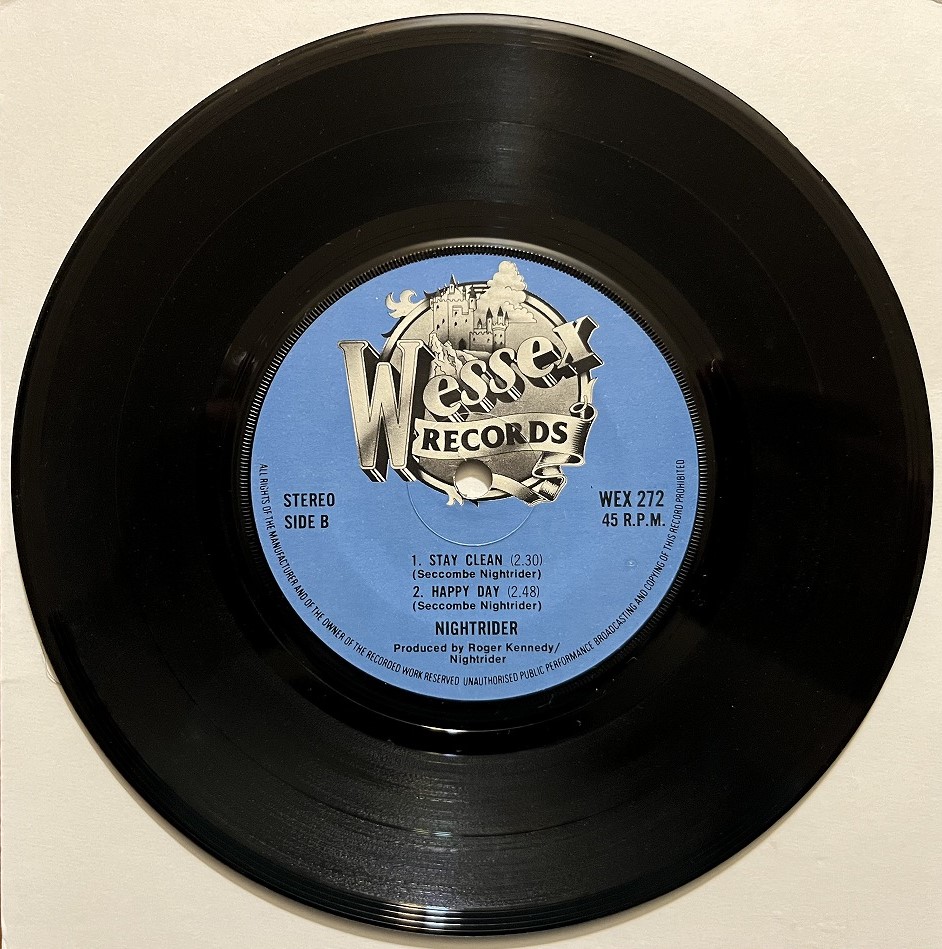 Wessex
RECORDS
STEREO
SIDE B
WEX 272
45 R.P.M.
1. STAY CLEAN (2.30)
(Seccombe Nightrider)
2. HAPPY DAY (2.48)
(Seccombe Nightrider)
NIGHTRIDER
Produced by Roger Kennedy/
Nightrider
ALL RIGHTS OF THE MANUFACTURER AND OF THE OWNER OF THE RECORDED WORK RESERVED UNAUTHORISED PUBLIC PERFORMANCE BROADCASTING AND COPYING OF THIS RECORD PROHIBITED